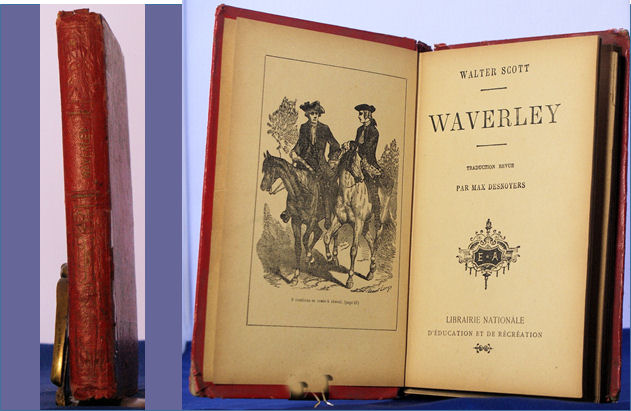 WALTER SCOTT
WAVERLEY
TRADUCTION REVUE
PAR MAX DESNOYERS
E A
LIBRAIRIE NATIONALE
D'ÉDUCATION ET DE RÉCRÉATION